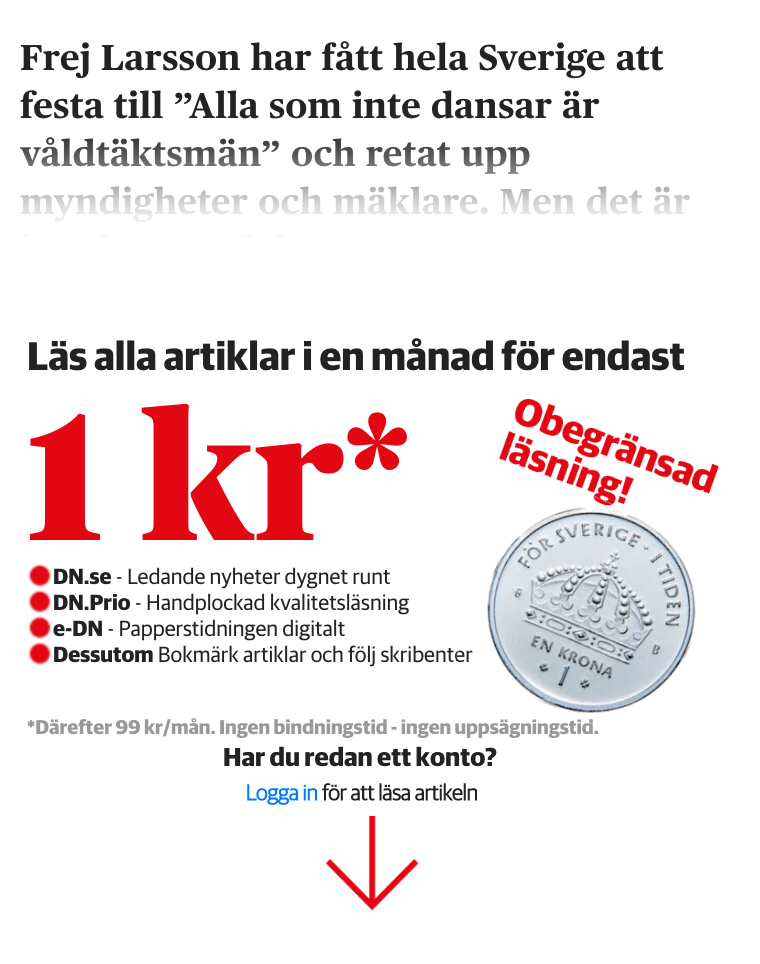 Frej Larsson har fått hela Sverige att
festa till ”Alla som inte dansar är
våldtäktsmän” och retat upp
myndigheter och mäklare. Men det är
Läs alla artiklar i en månad för endast
1 kr*
Obegränsad
läsning!
FÖR SVERIGE · I TIDEN
EN KRONA
1
B
DN.se - Ledande nyheter dygnet runt
DN.Prio - Handplockad kvalitetsläsning
e-DN - Papperstidningen digitalt
Dessutom Bokmärk artiklar och följ skribenter
*Därefter 99 kr/mån. Ingen bindningstid - ingen uppsägningstid.
Har du redan ett konto?
Logga in för att läsa artikeln